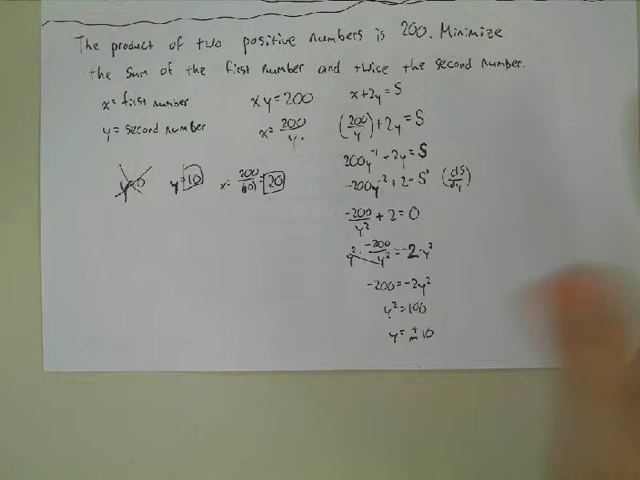 The product of two positive numbers is 200. Minimize
the sum of the first number and twice the second number.
x = first number
y = second number
xy = 200
x = 200/y
x + 2y = S
(200/y) + 2y = S
200y⁻¹ + 2y = S
-200y⁻² + 2 = S' (dS/dy)
-200/y² + 2 = 0
y² · -200/y² = -2 · y²
-200 = -2y²
y² = 100
y = ± 10
y = 10
x = 200/(10) = 20